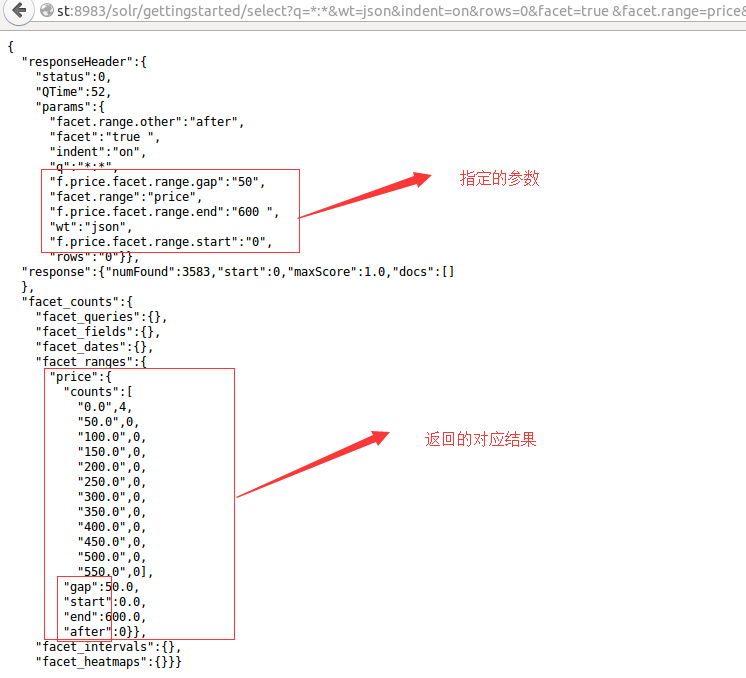 st:8983/solr/gettingstarted/select?q=*:*&wt=json&indent=on&rows=0&facet=true &facet.range=price&
{
"responseHeader":{
"status":0,
"QTime":52,
"params":{
"facet.range.other":"after",
"facet":"true ",
"indent":"on",
"q":"*:*",
"f.price.facet.range.gap":"50",
指定的参数
"facet.range":"price",
"f.price.facet.range.end":"600 ",
"wt":"json",
"f.price.facet.range.start":"0",
"rows":"0"}},
"response":{"numFound":3583,"start":0,"maxScore":1.0,"docs":[]
},
"facet_counts":{
"facet_queries":{},
"facet_fields":{},
"facet_dates":{},
"facet_ranges":{
"price":{
"counts":[
"0.0",4,
"50.0",0,
"100.0",0,
返回的对应结果
"150.0",0,
"200.0",0,
"250.0",0,
"300.0",0,
"350.0",0,
"400.0",0,
"450.0",0,
"500.0",0,
"550.0",0],
"gap":50.0,
"start":0.0,
"end":600.0,
"after":0}},
"facet_intervals":{},
"facet_heatmaps":{}}}